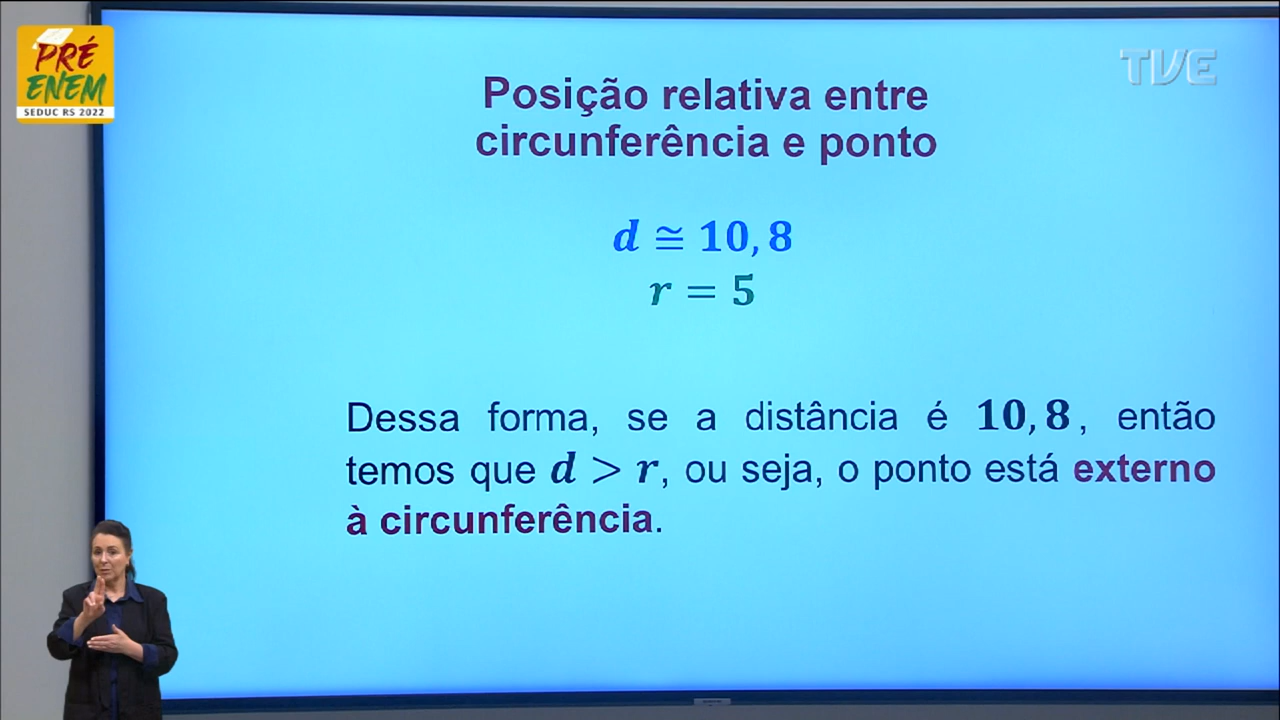 PRÉ
ENEM
SEDUC RS 2022
TVE
Posição relativa entre
circunferência e ponto
d ≅ 10,8
r = 5
Dessa forma, se a distância é 10,8, então
temos que d > r, ou seja, o ponto está externo
à circunferência.